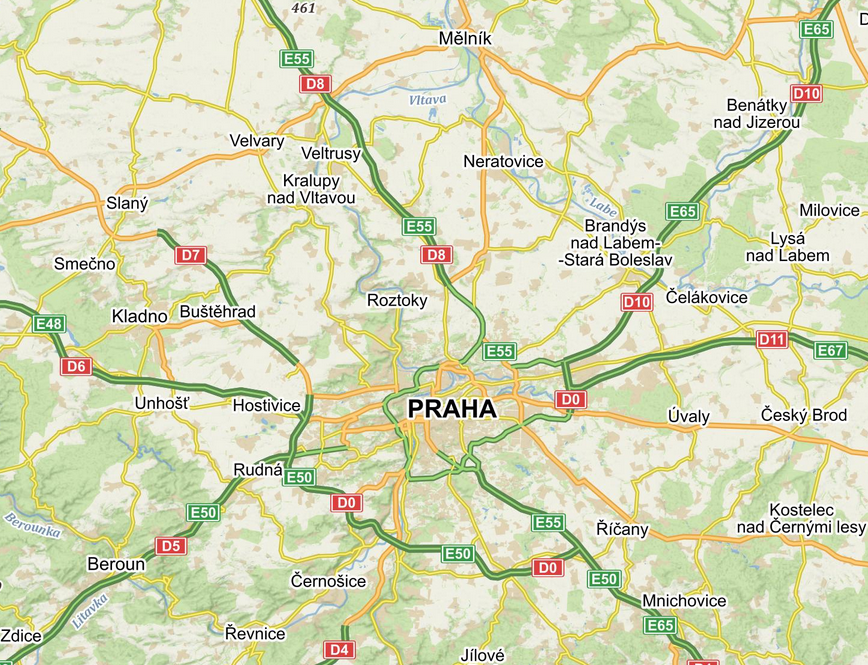 461
Mělník
E65
E55
D8
D10
Vltava
Benátky
nad Jizerou
Velvary
Veltrusy
Neratovice
Kralupy
nad Vltavou
Labe
Slaný
E65
Milovice
E55
Brandýs
nad Labem-
-Stará Boleslav
Lysá
nad Labem
D7
D8
Smečno
Roztoky
D10
Čelákovice
Kladno
Buštěhrad
E48
D11
E67
E55
D6
Unhošť
Hostivice
PRAHA
D0
Úvaly
Český Brod
Rudná
E50
D0
E50
Kostelec
nad Černými lesy
Berounka
E55
Říčany
D5
E50
Beroun
D0
Černošice
E50
Mnichovice
Litavka
E65
Zdice
Řevnice
D4
Jílové